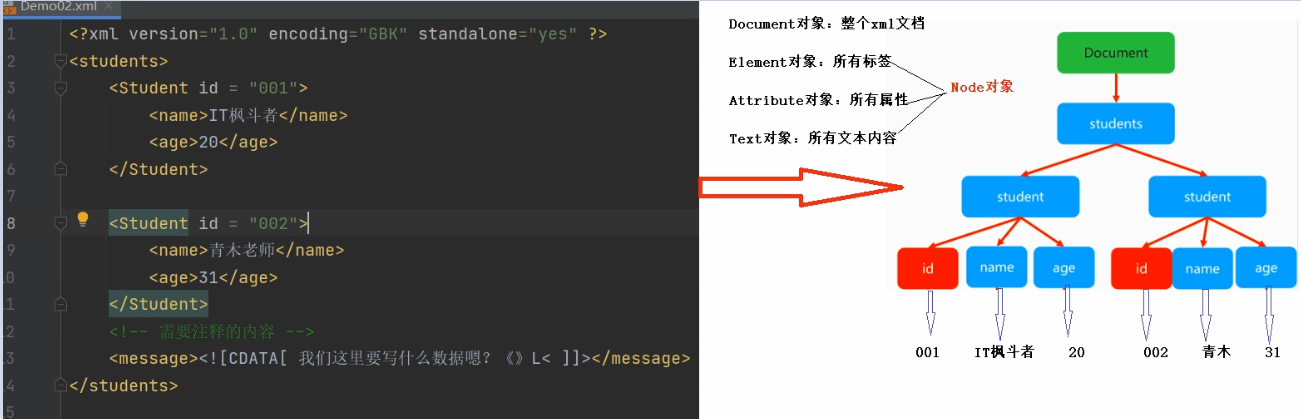 Demo02.xml
1 <?xml version="1.0" encoding="GBK" standalone="yes" ?>
2 <students>
3 <Student id = "001">
4 <name>IT枫斗者</name>
5 <age>20</age>
6 </Student>
7
8 <Student id = "002">
9 <name>青木老师</name>
0 <age>31</age>
1 </Student>
2 <!-- 需要注释的内容 -->
3 <message><![CDATA[ 我们这里要写什么数据嗯？《》L< ]]></message>
4 </students>
5
Document对象：整个xml文档
Element对象：所有标签
Attribute对象：所有属性
Text对象：所有文本内容
Node对象
Document
students
student student
id name age id name age
001 IT枫斗者 20 002 青木 31